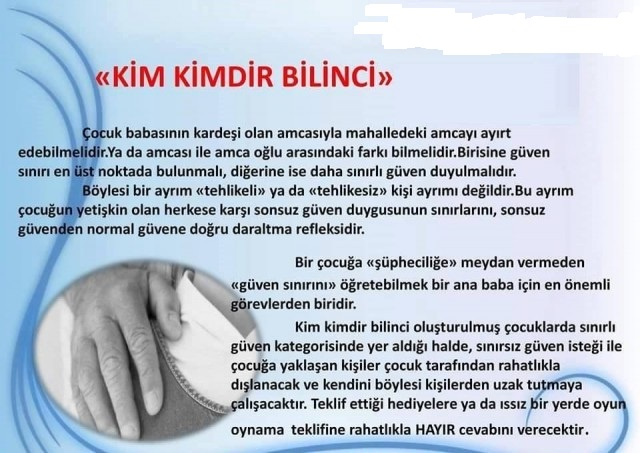 «KİM KİMDİR BİLİNCİ»
Çocuk babasının kardeşi olan amcasıyla mahalledeki amcayı ayırt
edebilmelidir.Ya da amcası ile amca oğlu arasındaki farkı bilmelidir.Birisine güven
sınırı en üst noktada bulunmalı, diğerine ise daha sınırlı güven duyulmalıdır.
Böylesi bir ayrım «tehlikeli» ya da «tehlikesiz» kişi ayrımı değildir.Bu ayrım
çocuğun yetişkin olan herkese karşı sonsuz güven duygusunun sınırlarını, sonsuz
güvenden normal güvene doğru daraltma refleksidir.
Bir çocuğa «şüpheciliğe» meydan vermeden
«güven sınırını» öğretebilmek bir ana baba için en önemli
görevlerden biridir.
Kim kimdir bilinci oluşturulmuş çocuklarda sınırlı
güven kategorisinde yer aldığı halde, sınırsız güven isteği ile
çocuğa yaklaşan kişiler çocuk tarafından rahatlıkla
dışlanacak ve kendini böylesi kişilerden uzak tutmaya
çalışacaktır. Teklif ettiği hediyelere ya da ıssız bir yerde oyun
oynama teklifine rahatlıkla HAYIR cevabını verecektir.